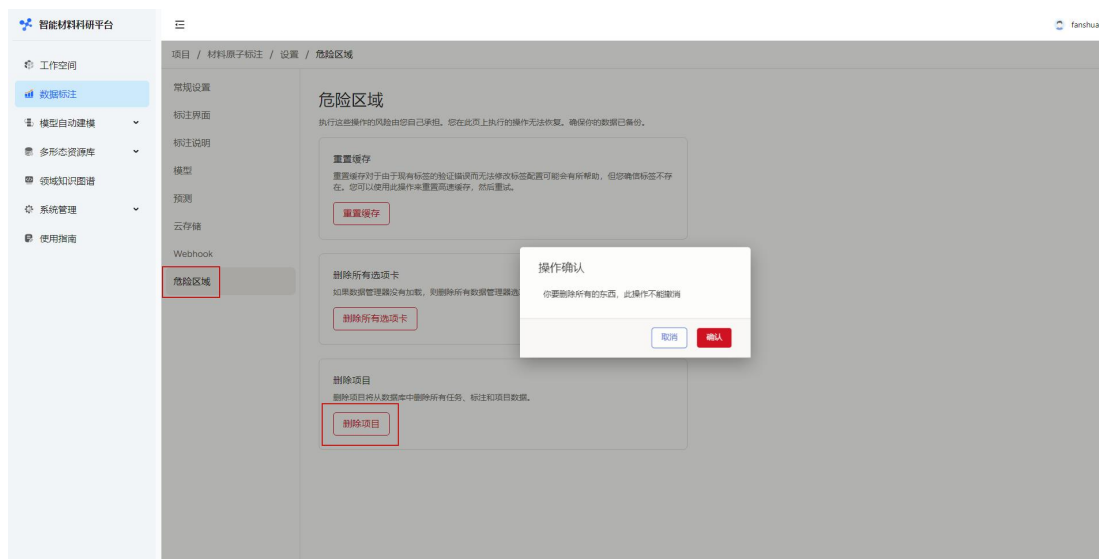 智能材料科研平台
fanshua
工作空间
数据标注
模型自动建模
多形态资源库
领域知识图谱
系统管理
使用指南
项目 / 材料原子标注 / 设置 / 危险区域
常规设置
标注界面
标注说明
模型
预测
云存储
Webhook
危险区域
危险区域
执行这些操作的风险由您自己承担。您在此页上执行的操作无法恢复。确保你的数据已备份。
重置缓存
重置缓存对于由于现有标签的验证错误而无法修改标签配置可能会有所帮助，但您确信标签不存
在。您可以使用此操作来重置高速缓存，然后重试。
重置缓存
删除所有选项卡
如果数据管理器没有加载，则删除所有数据管理器选
删除所有选项卡
删除项目
删除项目将从数据库中删除所有任务、标注和项目数据。
删除项目
操作确认
你要删除所有的东西，此操作不能撤消
取消
确认